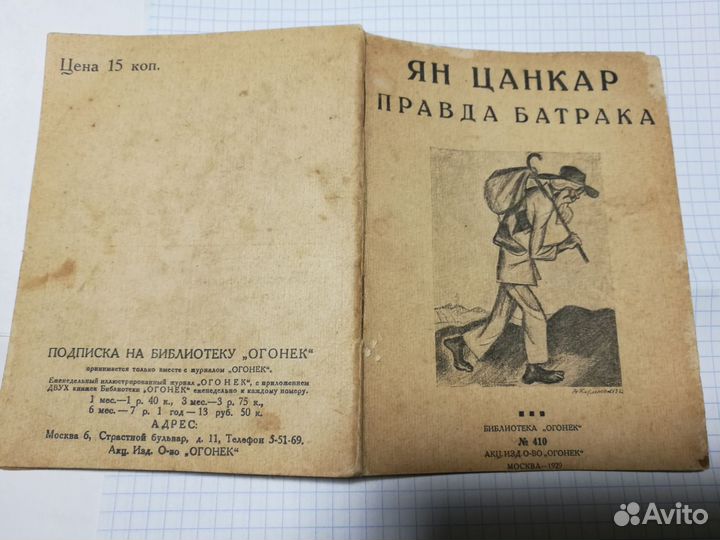 Цена 15 коп.
ПОДПИСКА НА БИБЛИОТЕКУ „ОГОНЕК"
принимается только вместе с журналом „ОГОНЕК".
Еженедельный иллюстрированный журнал „ОГОНЕК", с приложением
ДВУХ книжек Библиотеки „ОГОНЕК" еженедельно к каждому номеру.
1 мес.—1 р. 40 к., 3 мес.—3 р. 75 к.,
6 мес.—7 р. 1 год—13 руб. 50 к.
АДРЕС:
Москва 6, Страстной бульвар, д. 11, Телефон 5-51-69.
Акц. Изд. О-во „ОГОНЕК"
ЯН ЦАНКАР
ПРАВДА БАТРАКА
БИБЛИОТЕКА „ОГОНЕК"
№ 410
АКЦ. ИЗД. О-ВО „ОГОНЕК"
МОСКВА—1929
Avito